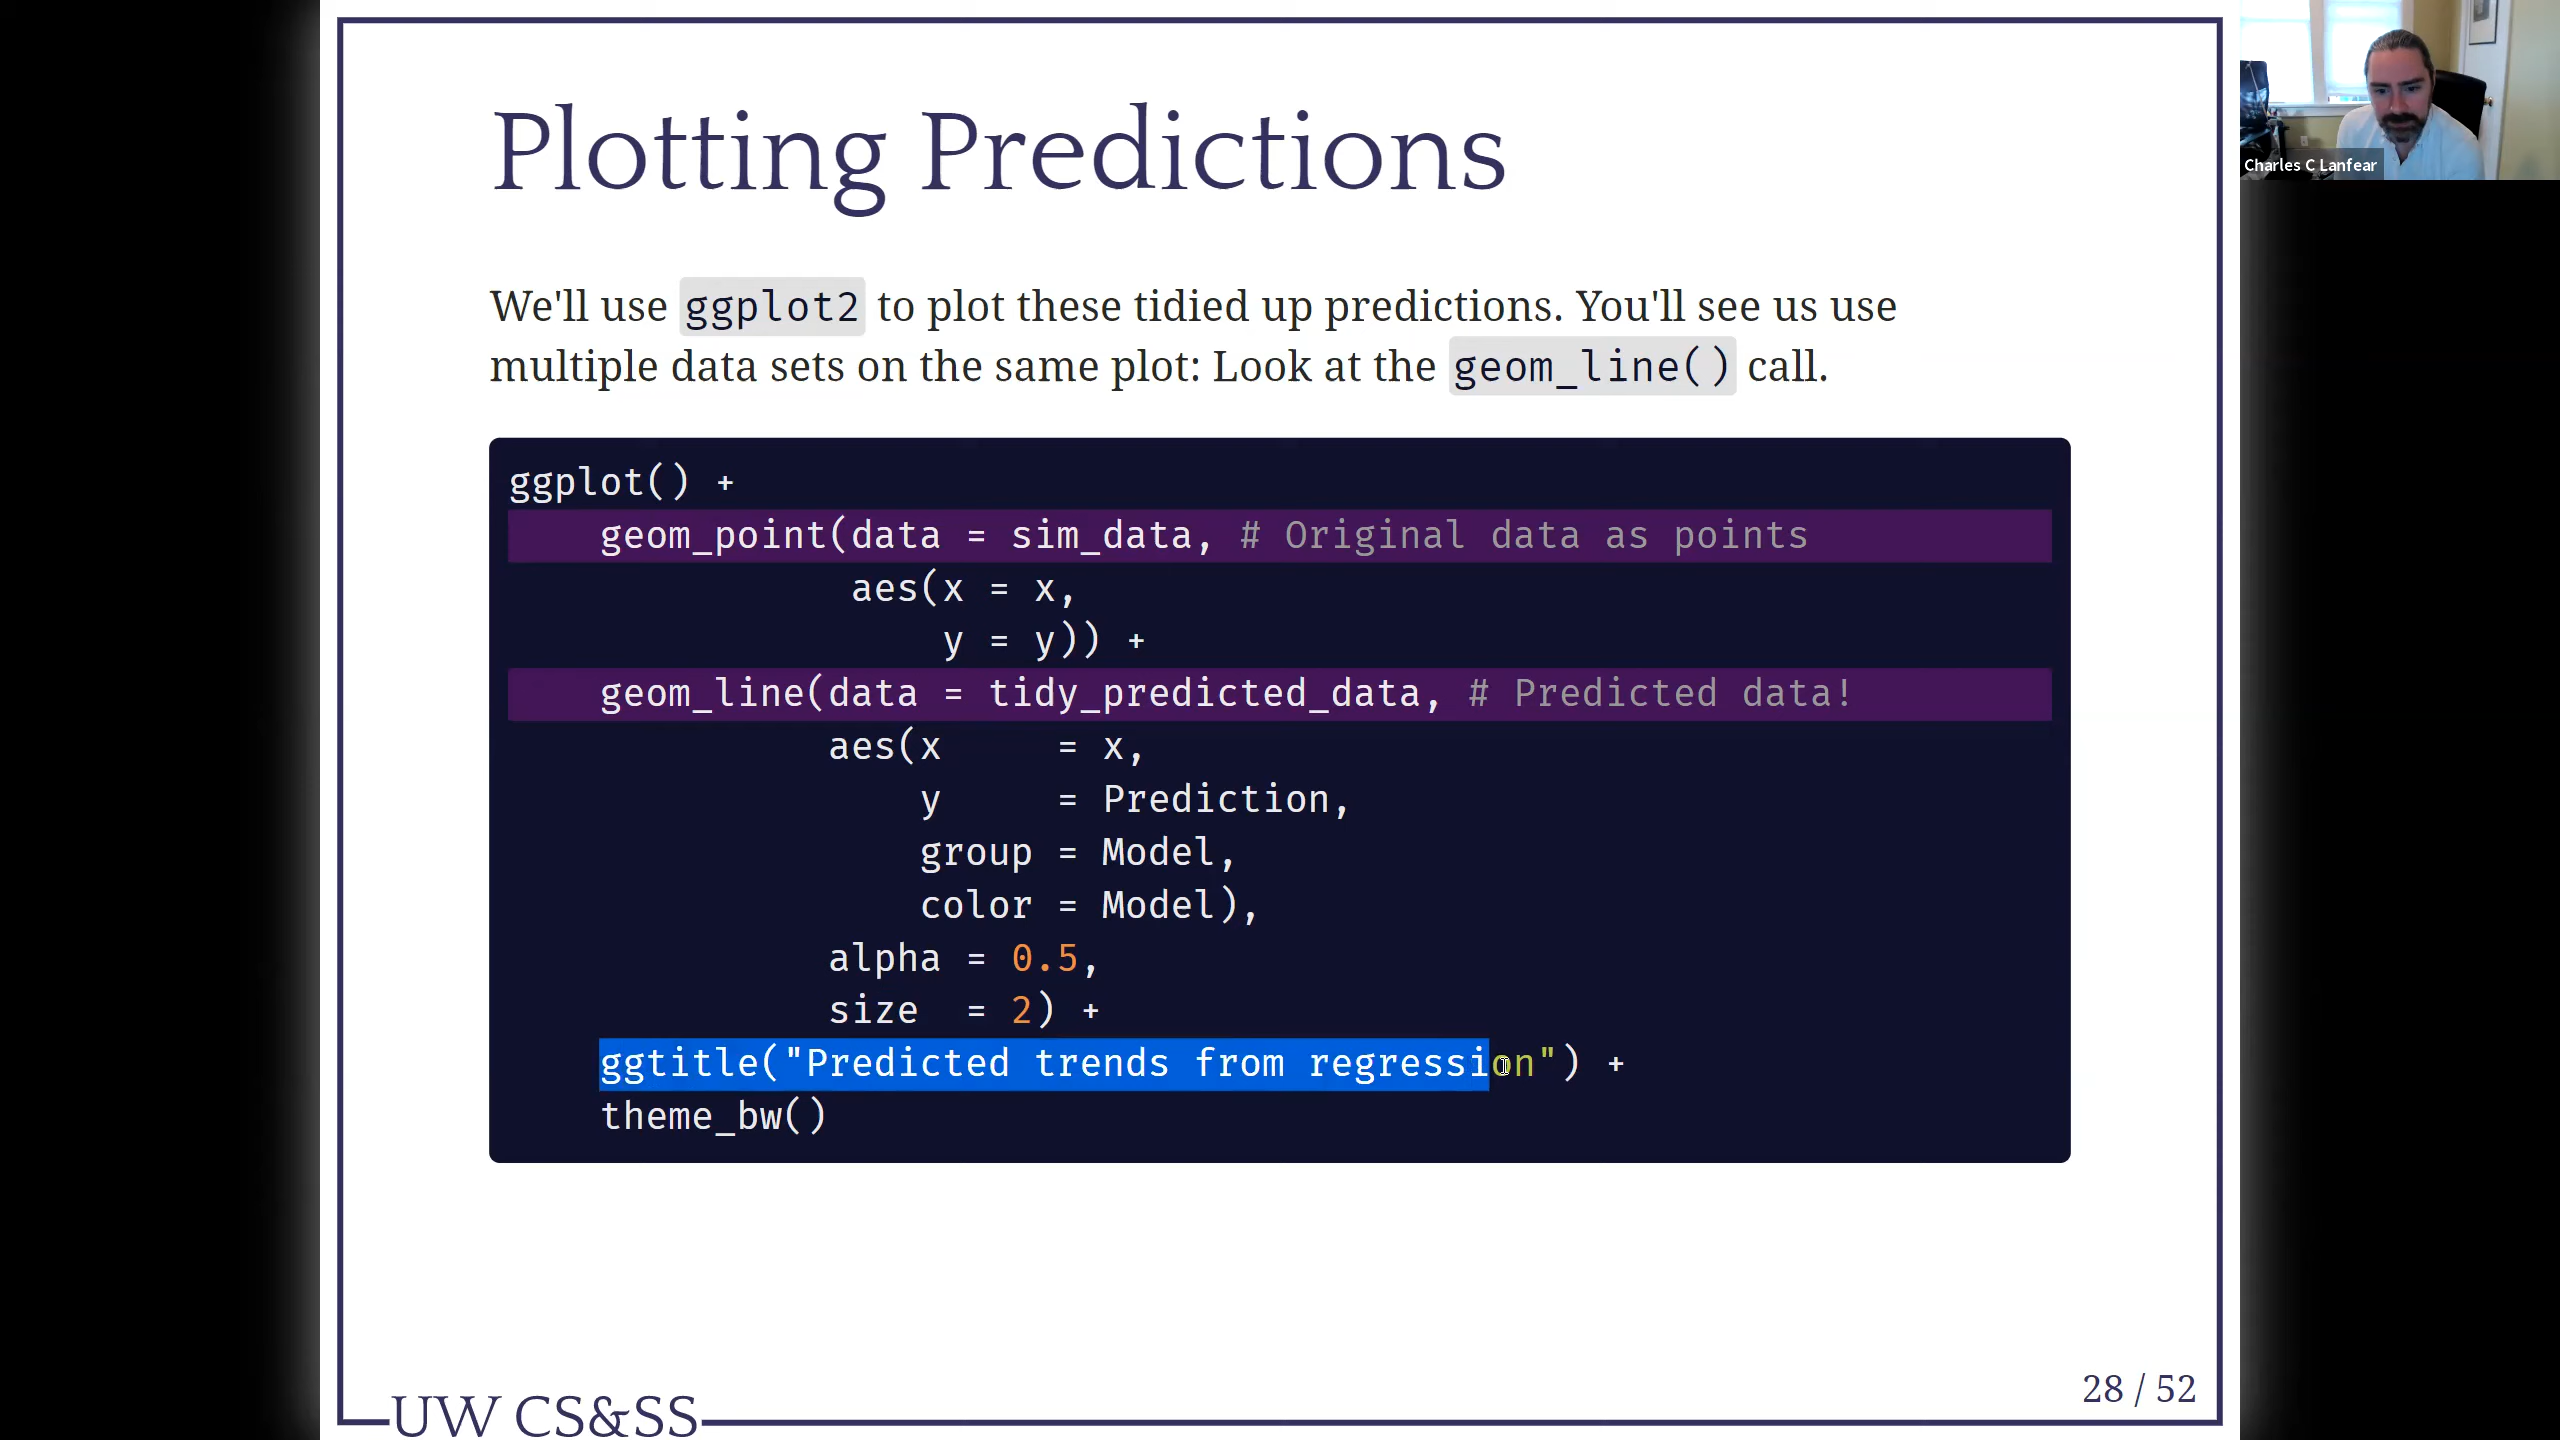 Plotting Predictions
Charles C Lanfear
We'll use ggplot2 to plot these tidied up predictions. You'll see us use
multiple data sets on the same plot: Look at the geom_line() call.
ggplot() +
    geom_point(data = sim_data, # Original data as points
               aes(x = x,
                   y = y)) +
    geom_line(data = tidy_predicted_data, # Predicted data!
              aes(x     = x,
                  y     = Prediction,
                  group = Model,
                  color = Model),
              alpha = 0.5,
              size  = 2) +
    ggtitle("Predicted trends from regression") +
    theme_bw()
28 / 52
UW CS&SS